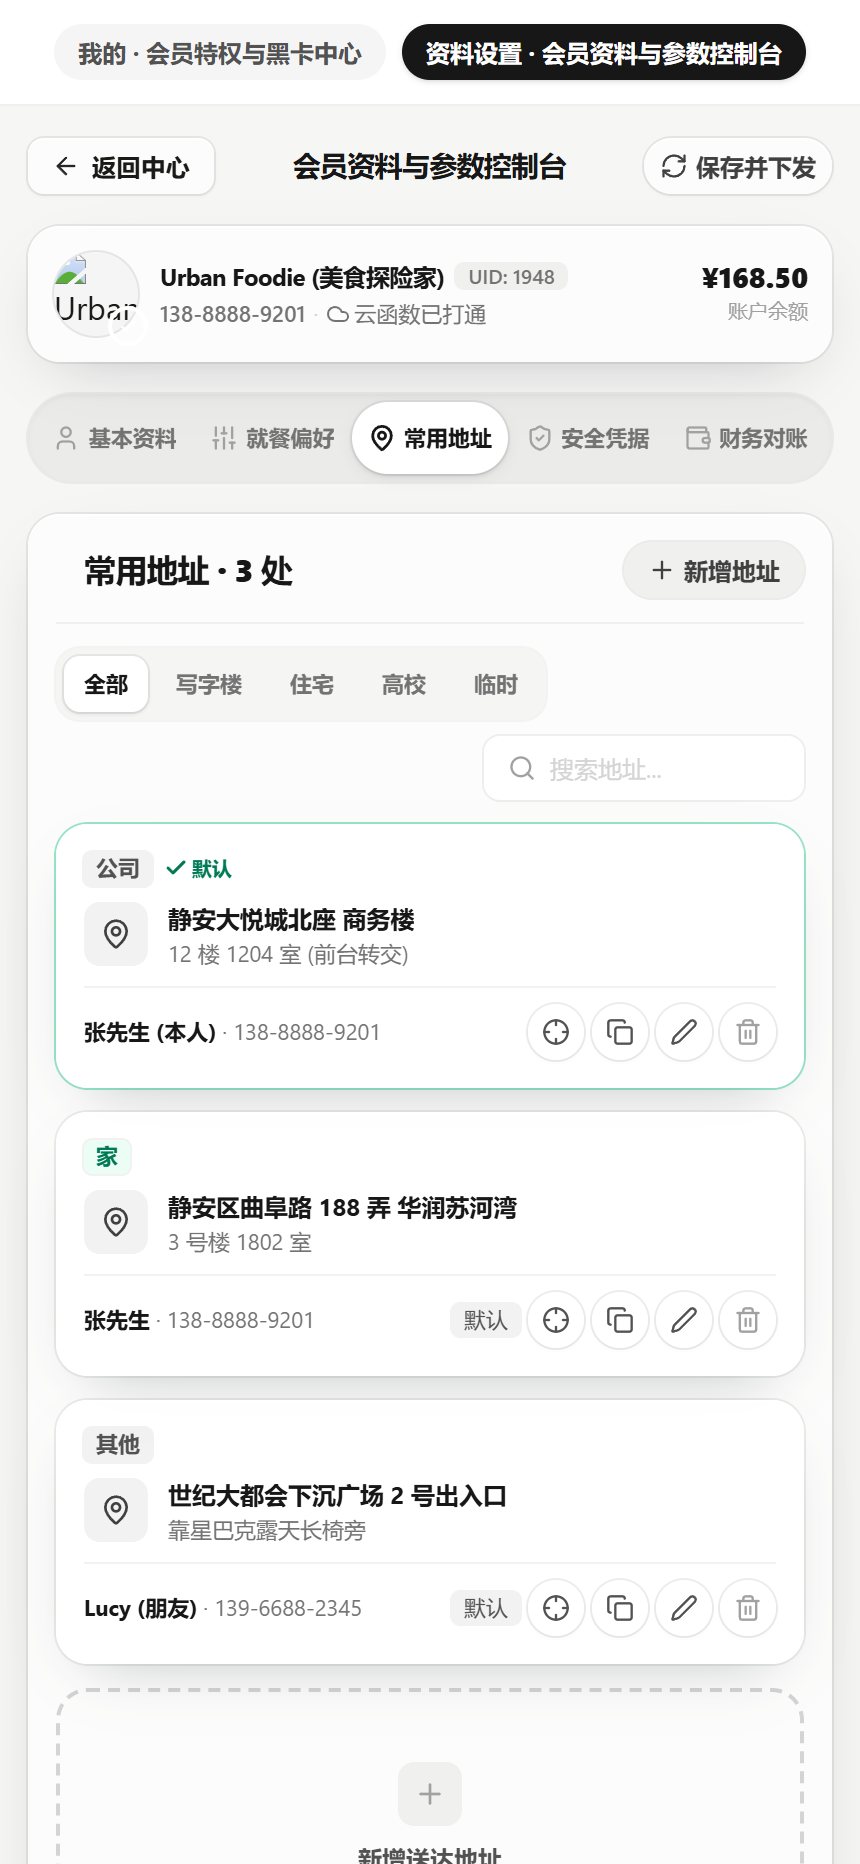 我的 · 会员特权与黑卡中心
资料设置 · 会员资料与参数控制台
返回中心
会员资料与参数控制台
保存并下发
Urban
Urban Foodie (美食探险家)
UID: 1948
¥168.50
138-8888-9201 · 云函数已打通
账户余额
基本资料
就餐偏好
常用地址
安全凭据
财务对账
常用地址 · 3 处
新增地址
全部
写字楼
住宅
高校
临时
搜索地址...
公司
默认
静安大悦城北座 商务楼
12 楼 1204 室 (前台转交)
张先生 (本人) · 138-8888-9201
家
静安区曲阜路 188 弄 华润苏河湾
3 号楼 1802 室
张先生 · 138-8888-9201
默认
其他
世纪大都会下沉广场 2 号出入口
靠星巴克露天长椅旁
Lucy (朋友) · 139-6688-2345
默认
新增送达地址